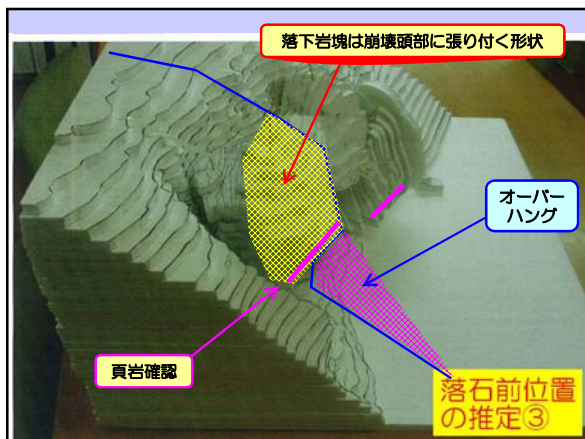 落下岩塊は崩壊頭部に張り付く形状
オーバー
ハング
頁岩確認
落石前位置
の推定③